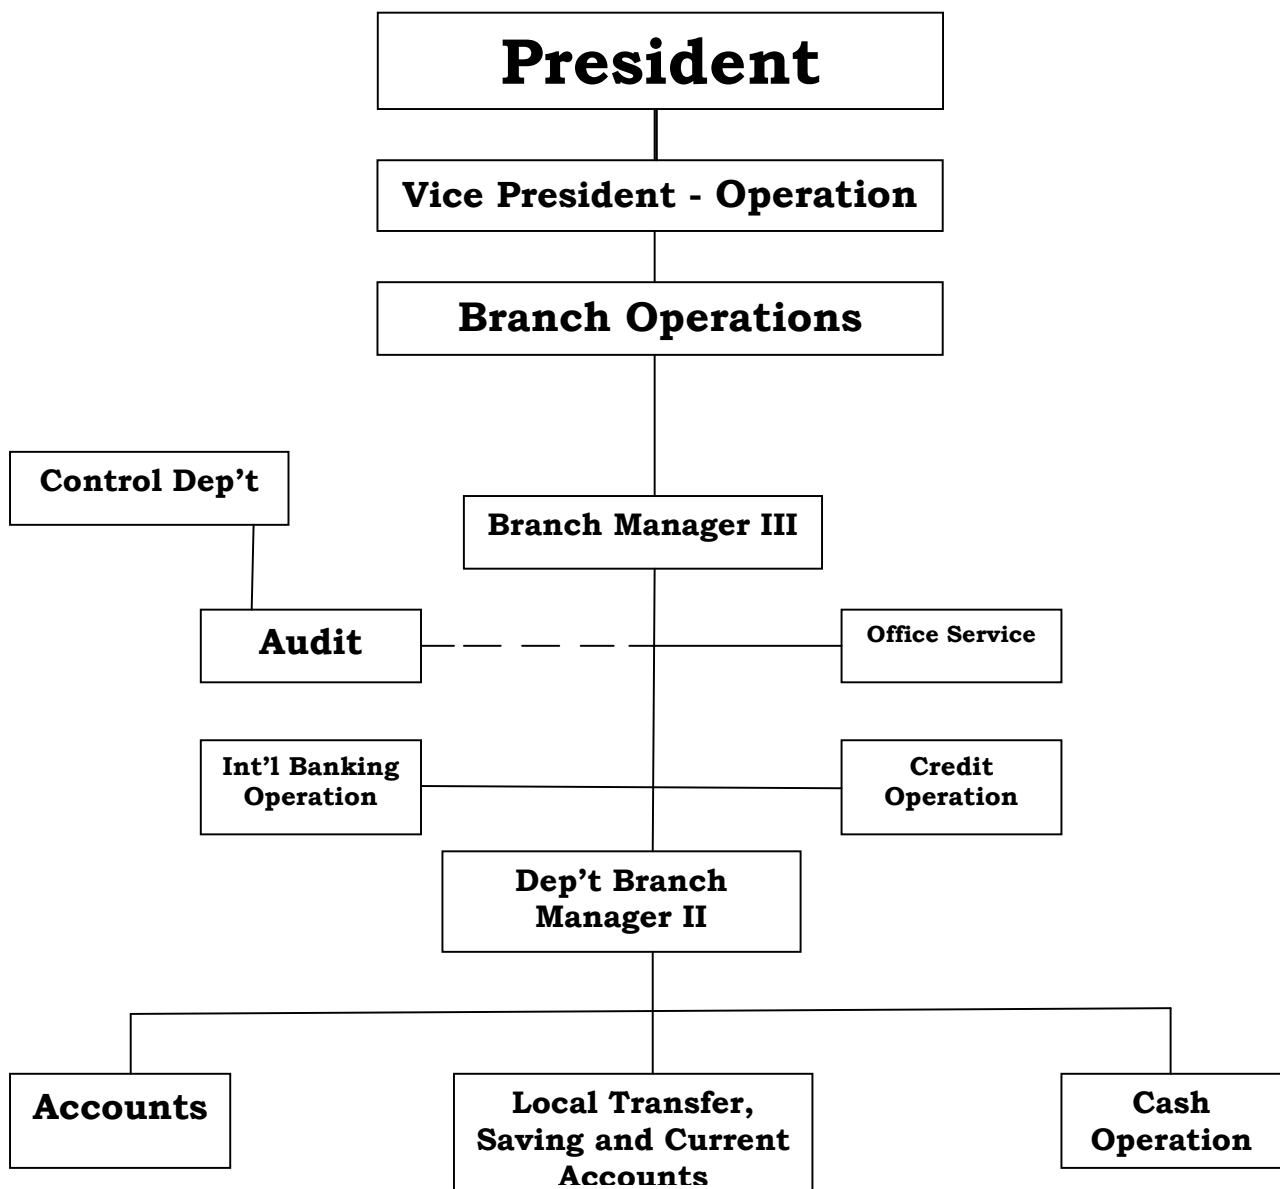 President
Vice President - Operation
Branch Operations
Control Dep’t
Branch Manager III
Audit
Office Service
Int’l Banking
Operation
Credit
Operation
Dep’t Branch
Manager II
Accounts
Local Transfer,
Saving and Current
Accounts
Cash
Operation